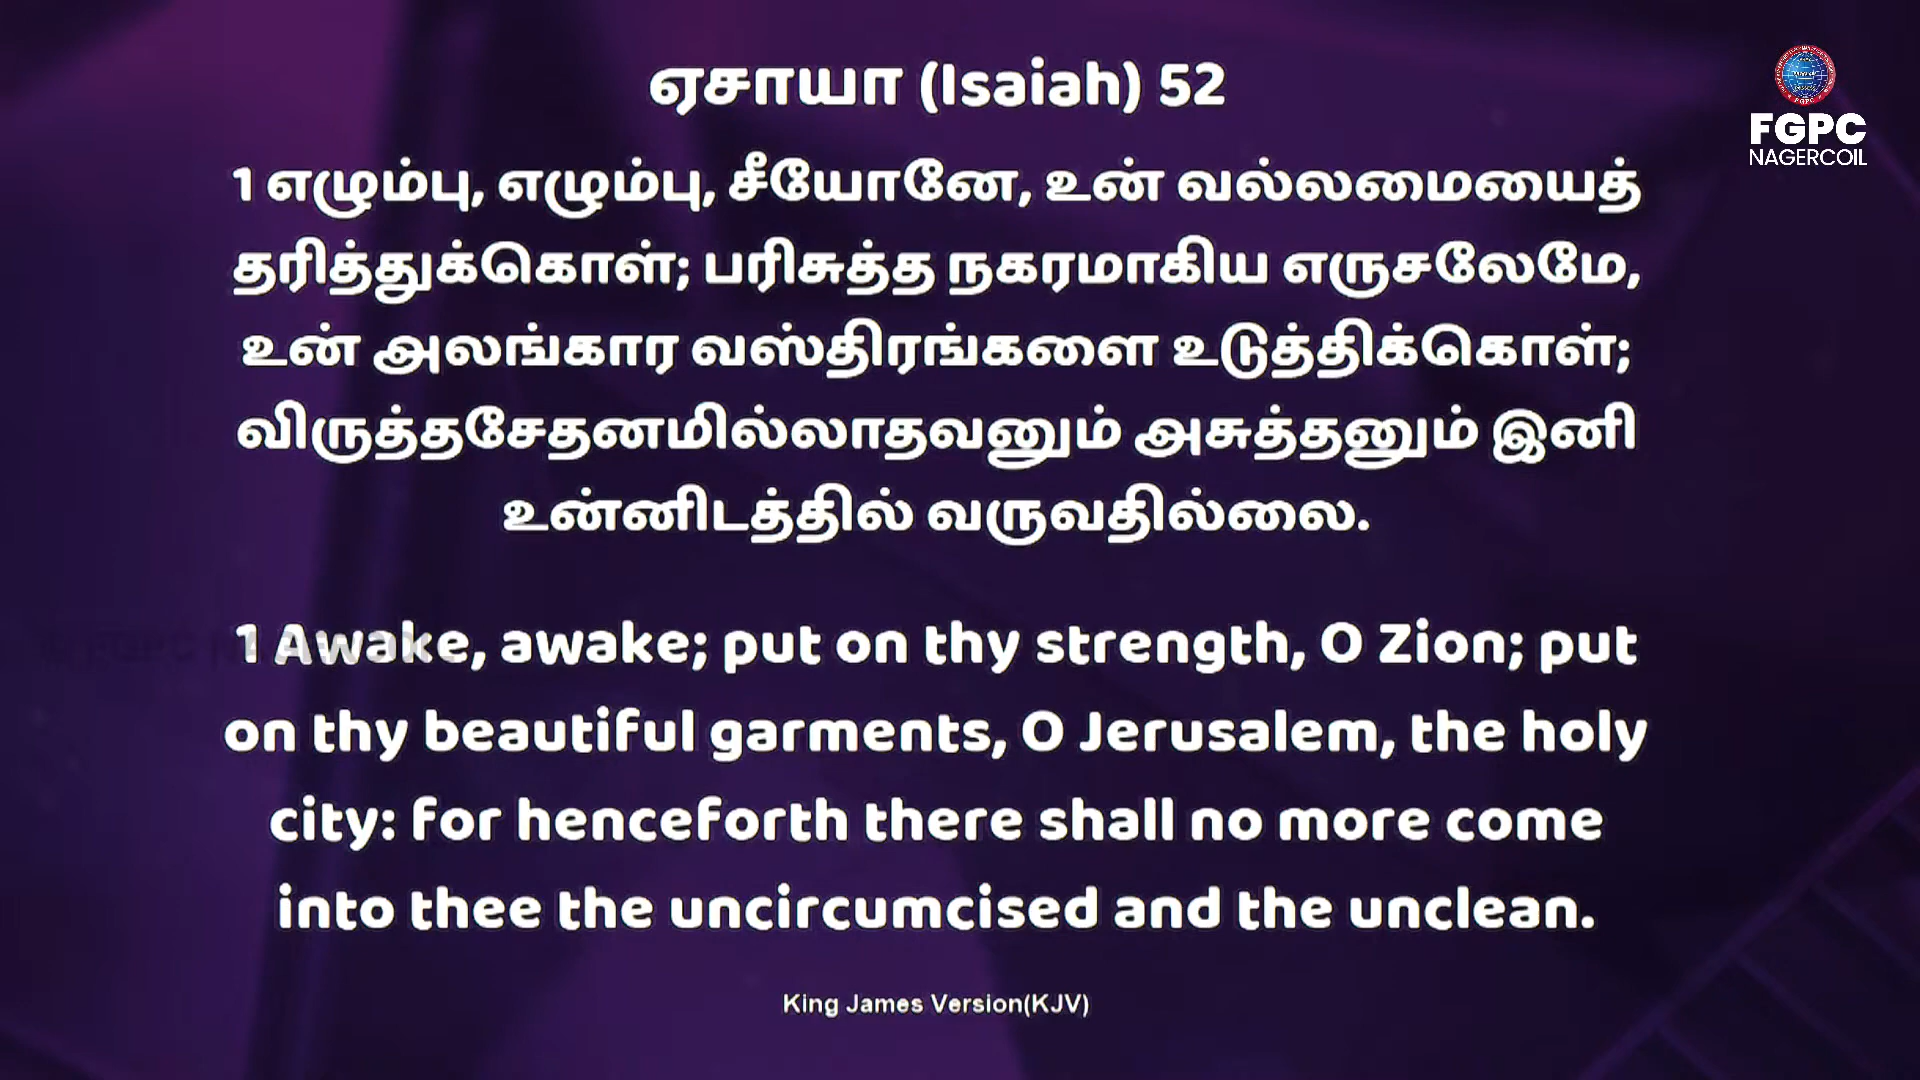 ஏசாயா (Isaiah) 52
1 எழும்பு, எழும்பு, சீயோனே, உன் வல்லமையைத்
தரித்துக்கொள்; பரிசுத்த நகரமாகிய எருசலேமே,
உன் அலங்கார வஸ்திரங்களை உடுத்திக்கொள்;
விருத்தசேதனமில்லாதவனும் அசுத்தனும் இனி
உன்னிடத்தில் வருவதில்லை.
1 Awake, awake; put on thy strength, O Zion; put
on thy beautiful garments, O Jerusalem, the holy
city: for henceforth there shall no more come
into thee the uncircumcised and the unclean.
King James Version(KJV)
FGPC
NAGERCOIL